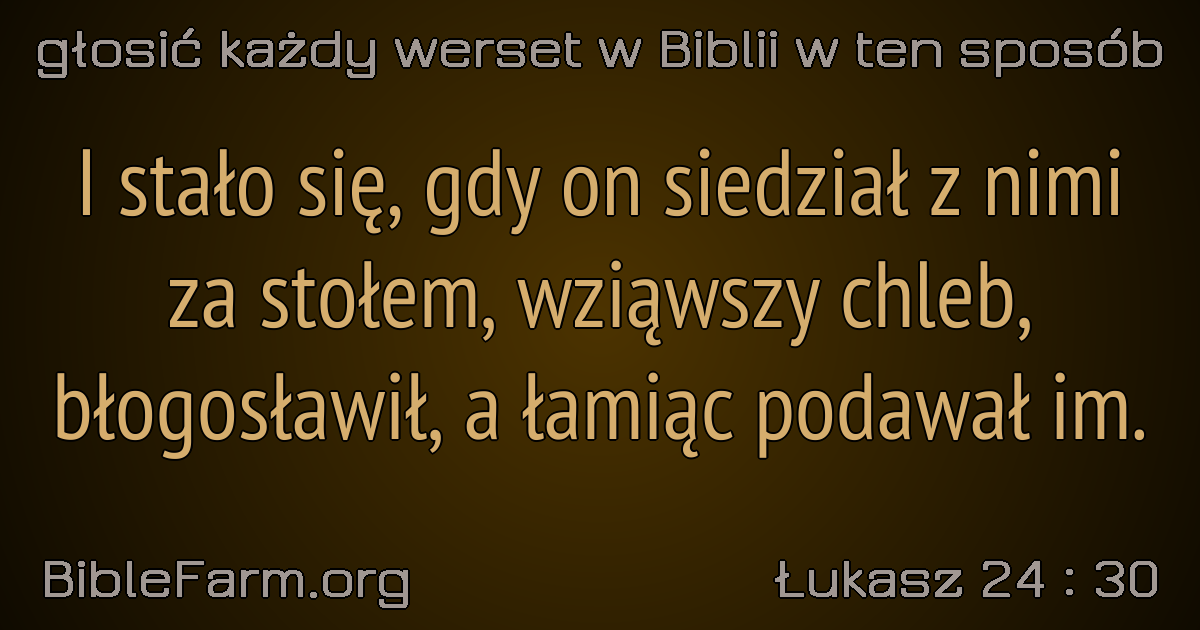 głosić każdy werset w Biblii w ten sposób
I stało się, gdy on siedział z nimi
za stołem, wziąwszy chleb,
błogosławił, a łamiąc podawał im.
BibleFarm.org
Łukasz 24 : 30